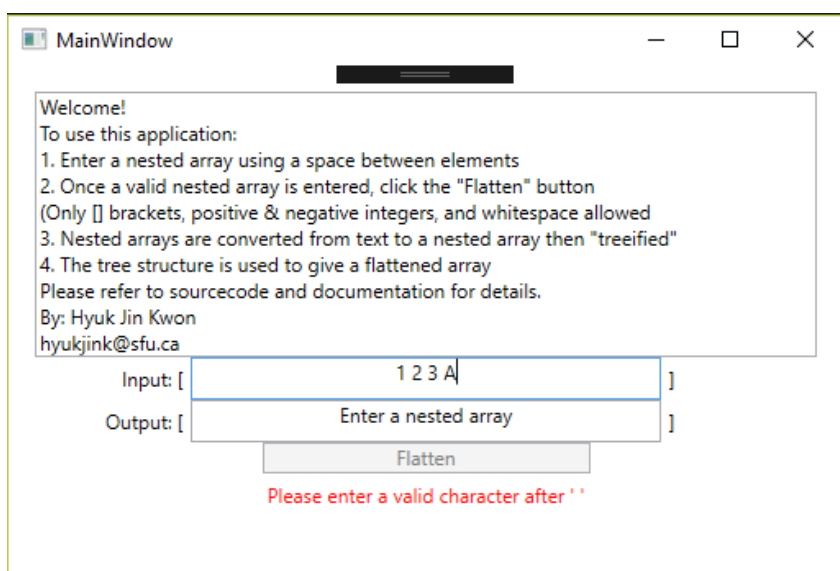 MainWindow
Welcome!
To use this application:
1. Enter a nested array using a space between elements
2. Once a valid nested array is entered, click the "Flatten" button
(Only [] brackets, positive & negative integers, and whitespace allowed
3. Nested arrays are converted from text to a nested array then "treeified"
4. The tree structure is used to give a flattened array
Please refer to sourcecode and documentation for details.
By: Hyuk Jin Kwon
hyukjink@sfu.ca
Input: [ 1 2 3 A ]
Output: [ Enter a nested array ]
Flatten
Please enter a valid character after ' '